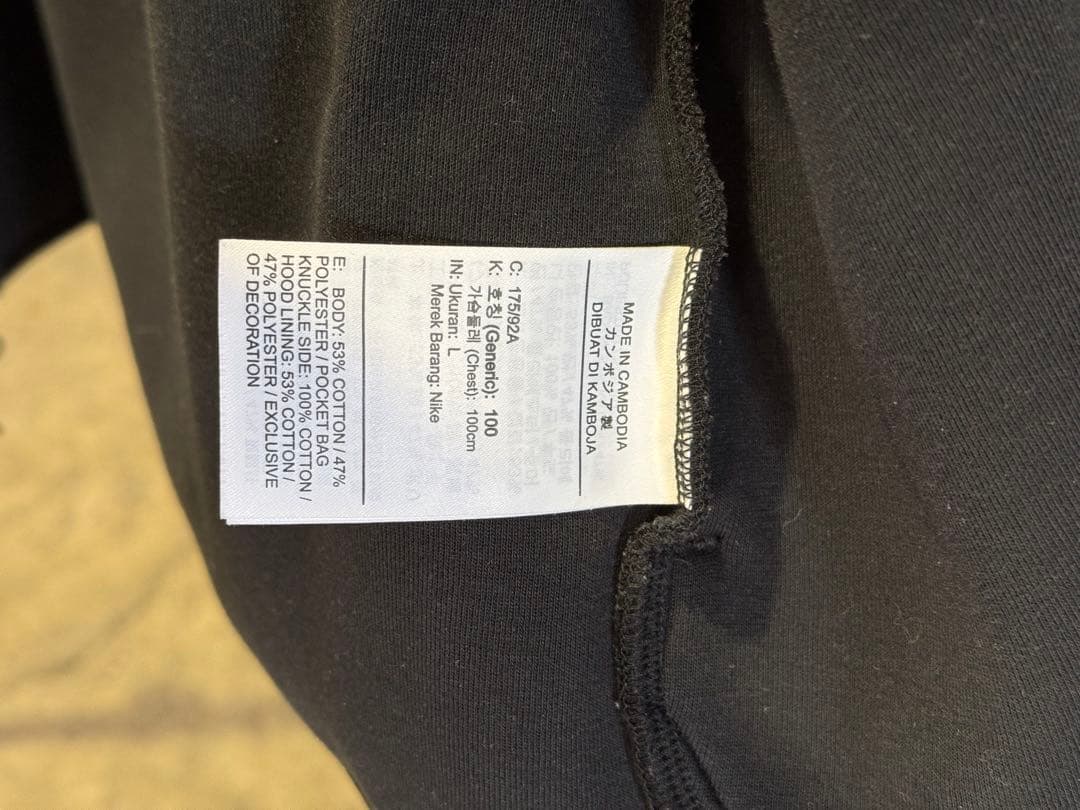 MADE IN CAMBODIA
カンボジア製
DIBUAT DI KAMBOJA
C: 175/92A
K: 호칭 (Generic): 100
가슴둘레 (Chest): 100cm
IN: Ukuran: L
Merek Barang: Nike
E: BODY: 53% COTTON / 47%
POLYESTER / POCKET BAG
KNUCKLE SIDE: 100% COTTON /
HOOD LINING: 53% COTTON /
47% POLYESTER / EXCLUSIVE
OF DECORATION